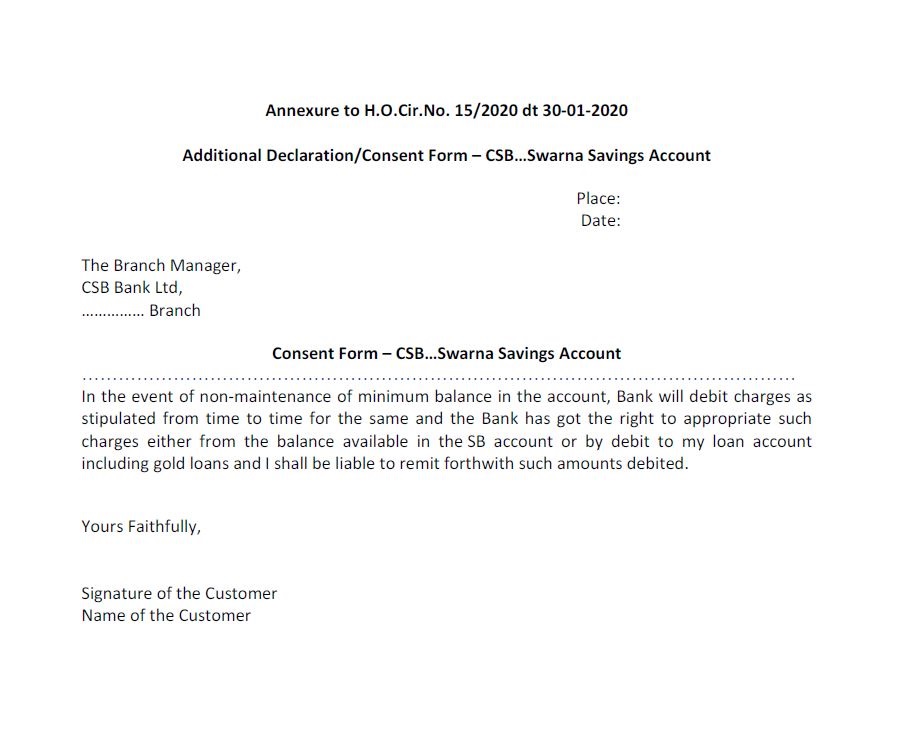 Annexure to H.O.Cir.No. 15/2020 dt 30-01-2020
Additional Declaration/Consent Form – CSB...Swarna Savings Account
Place:
Date:
The Branch Manager,
CSB Bank Ltd,
…………… Branch
Consent Form – CSB...Swarna Savings Account
………………………………………………………………………………………………………
In the event of non-maintenance of minimum balance in the account, Bank will debit charges as
stipulated from time to time for the same and the Bank has got the right to appropriate such
charges either from the balance available in the SB account or by debit to my loan account
including gold loans and I shall be liable to remit forthwith such amounts debited.
Yours Faithfully,
Signature of the Customer
Name of the Customer